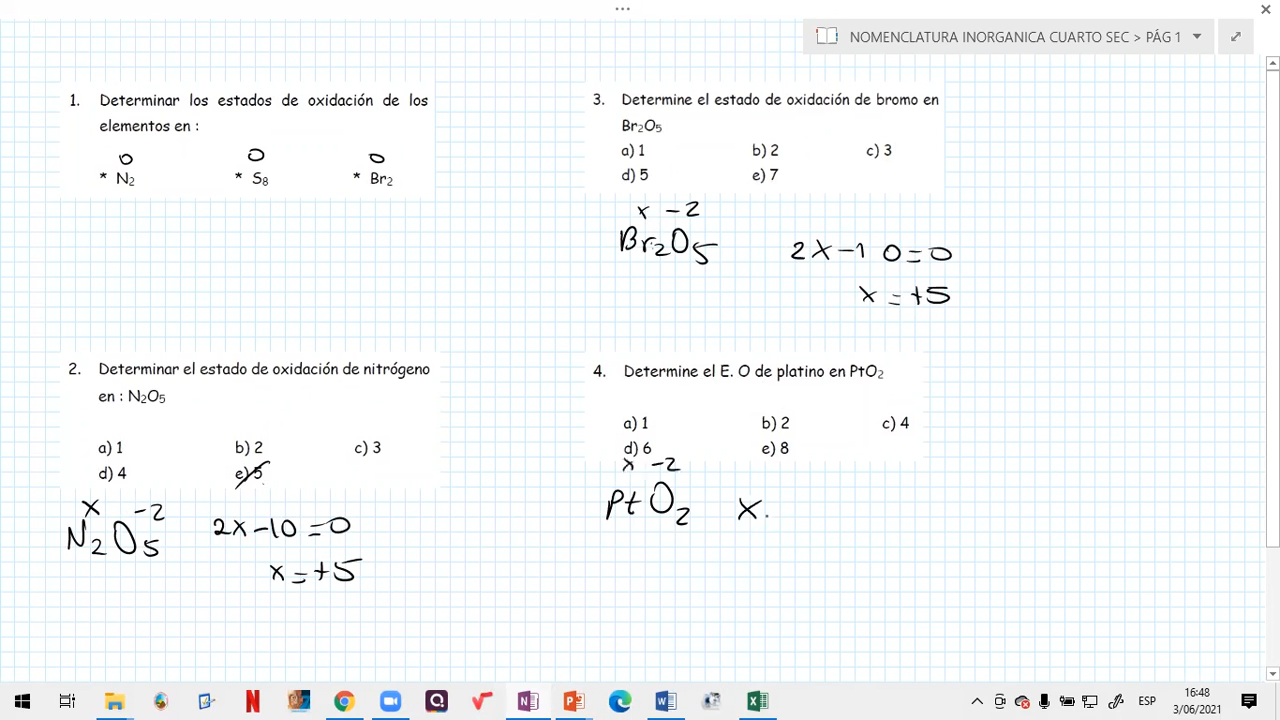 NOMENCLATURA INORGANICA CUARTO SEC > PÁG 1
1. Determinar los estados de oxidación de los
elementos en :
0 0 0
* N₂ * S₈ * Br₂
2. Determinar el estado de oxidación de nitrógeno
en : N₂O₅
a) 1 b) 2 c) 3
d) 4 e) 5
x -2
N₂O₅ 2x-10=0
x=+5
3. Determine el estado de oxidación de bromo en
Br₂O₅
a) 1 b) 2 c) 3
d) 5 e) 7
x -2
Br₂O₅ 2x-10=0
x=+5
4. Determine el E. O de platino en PtO₂
a) 1 b) 2 c) 4
d) 6 e) 8
x -2
PtO₂ x
ESP
6:48
3/06/2021